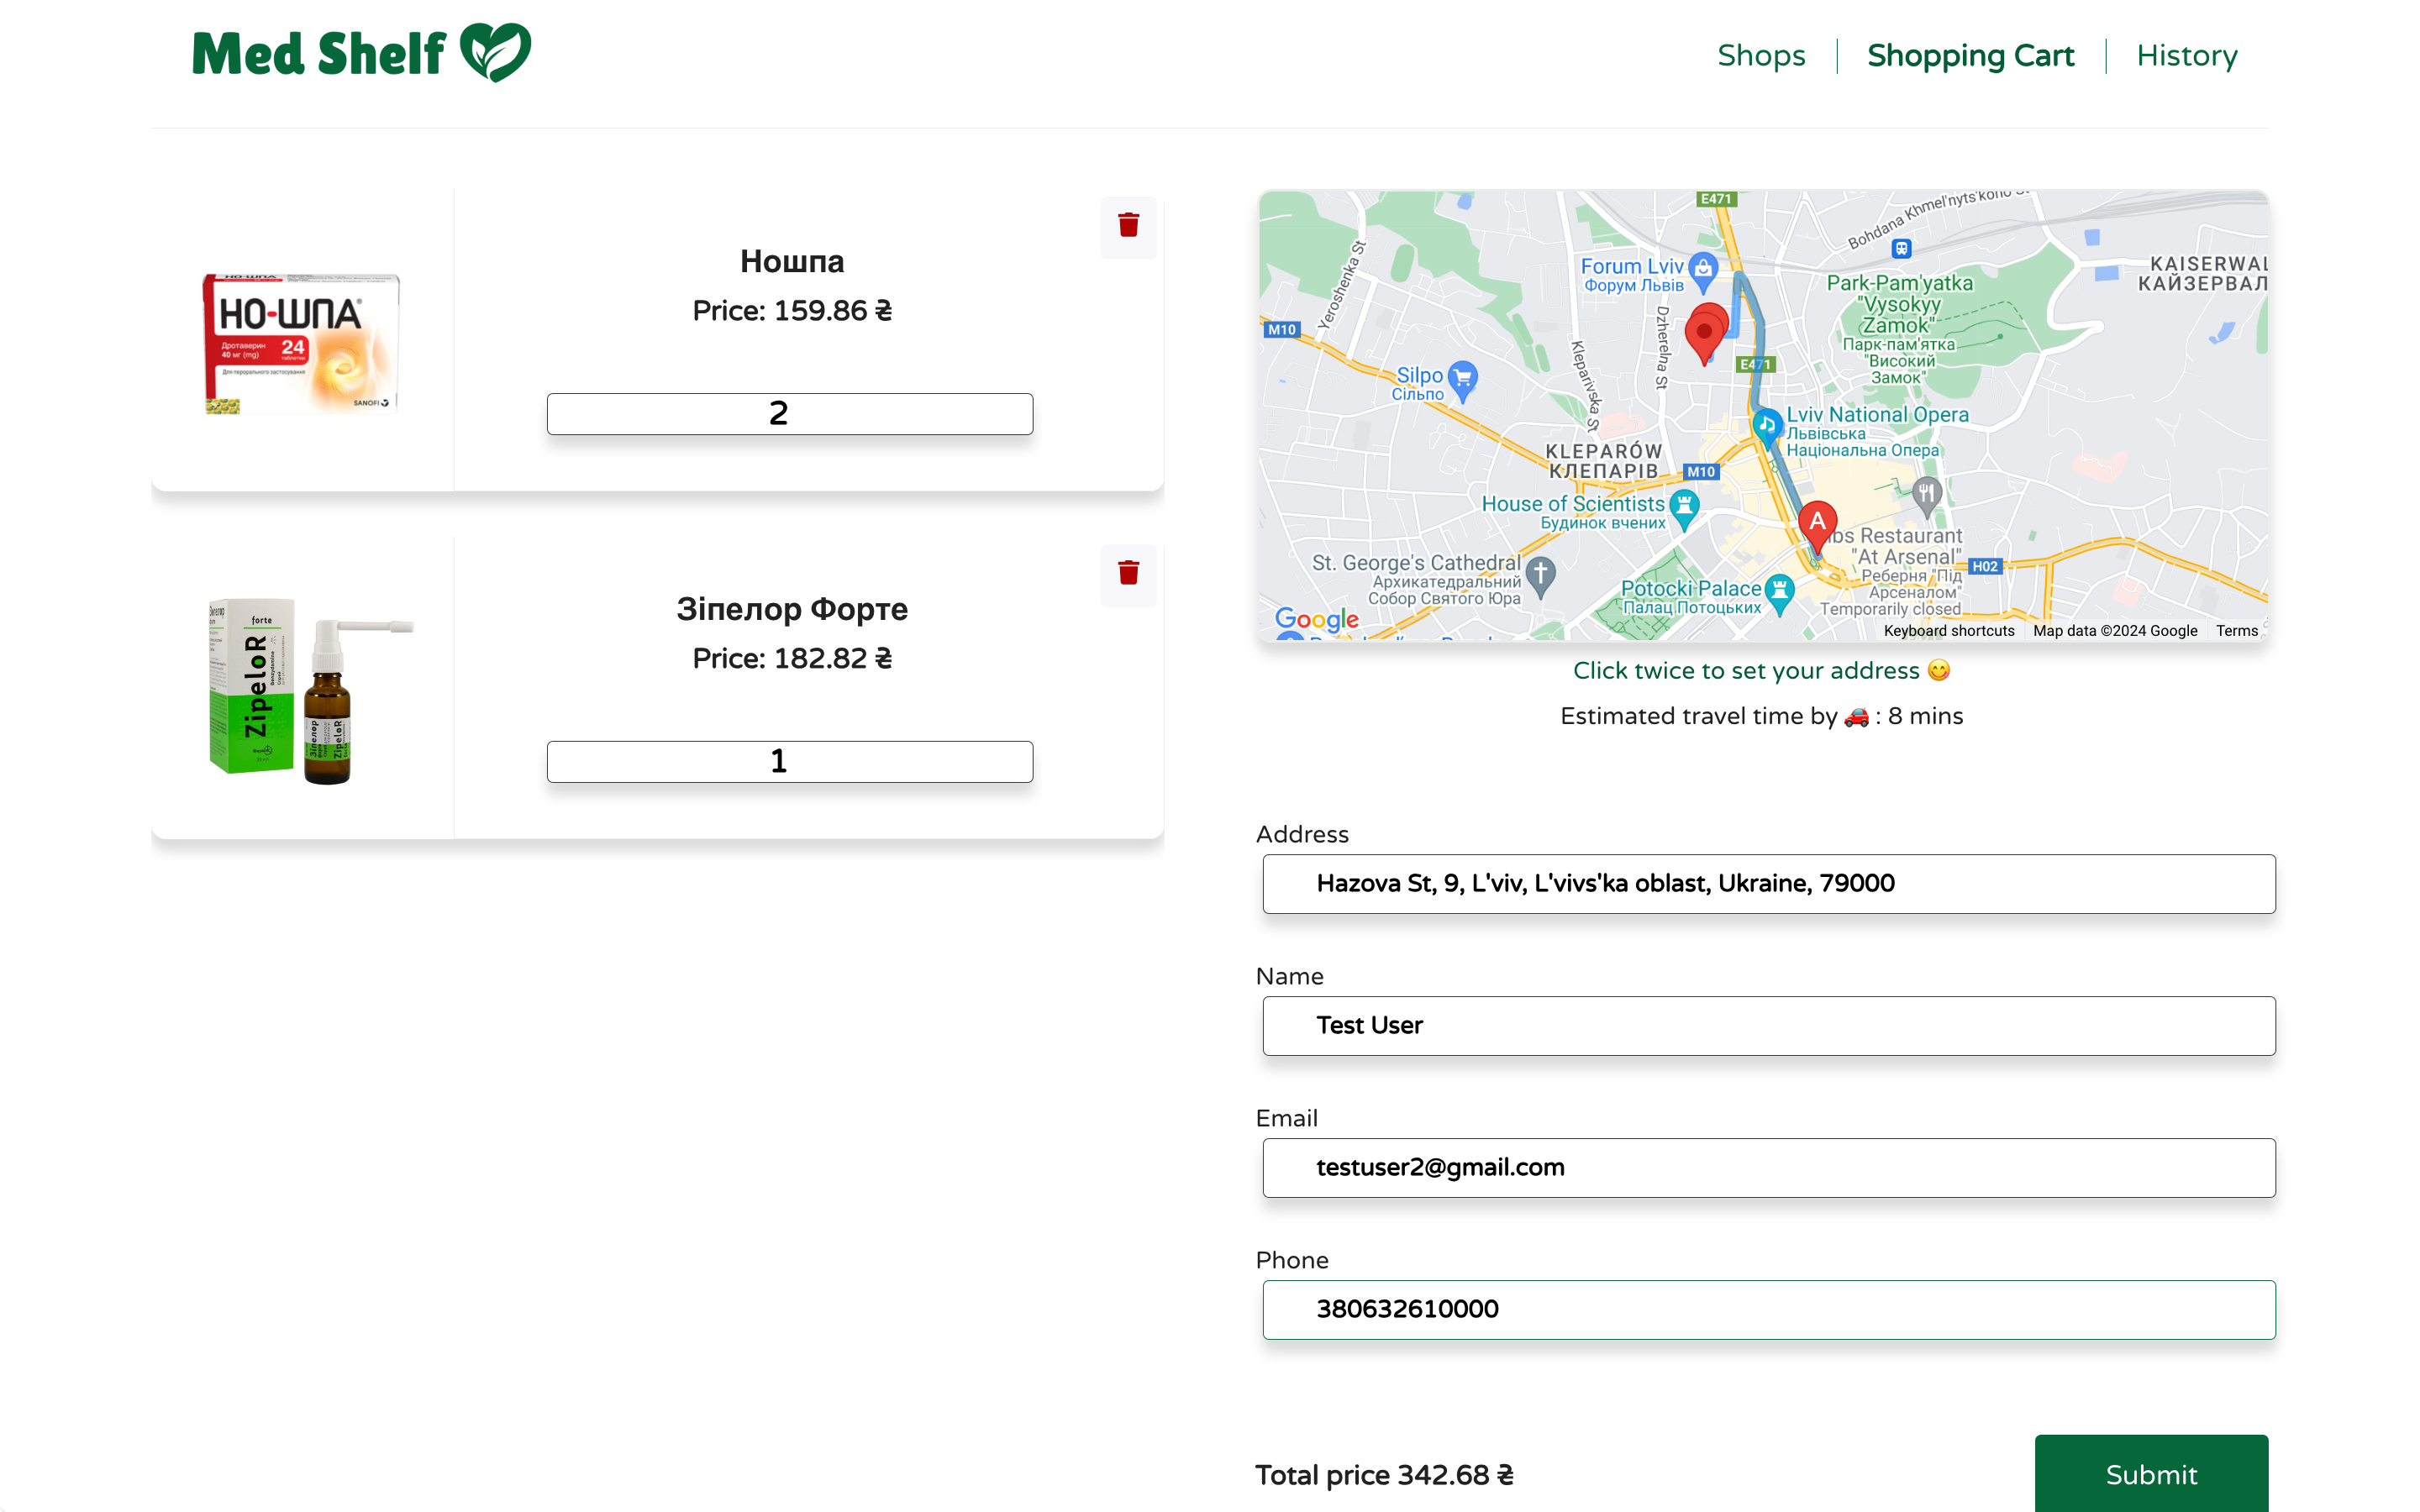 Med Shelf
Shops
Shopping Cart
History
Ношпа
Price: 159.86 ₴
2
НО-ШПА®
Дротаверин
40 мг (mg)
24
таблетки
Для перорального застосування
SANOFI
Зіпелор Форте
Price: 182.82 ₴
1
forte
ZipeloR
Зіпелор
ZipeloR
E471
Bohdana Khmel'nyts'koho St
Yeroshenka St
Forum Lviv
Форум Львів
Park-Pam'yatka
"Vysokyy
Zamok"
Парк-пам'ятка
"Високий
Замок"
KAISERWAL
КАЙЗЕРВАЛ
M10
Dzherelna St
Kleparivska St
E471
Silpo
Сільпо
Lviv National Opera
Львівська
Національна Опера
KLEPARÓW
КЛЕПАРІВ
M10
House of Scientists
Будинок вчених
A
bs Restaurant
"At Arsenal"
Реберня "Під
Арсеналом"
Temporarily closed
H02
St. George's Cathedral
Архикатедральний
Собор Святого Юра
Potocki Palace
Палац Потоцьких
Google
Keyboard shortcuts
Map data ©2024 Google
Terms
Click twice to set your address
Estimated travel time by 🚗 : 8 mins
Address
Hazova St, 9, L'viv, L'vivs'ka oblast, Ukraine, 79000
Name
Test User
Email
testuser2@gmail.com
Phone
380632610000
Total price 342.68 ₴
Submit